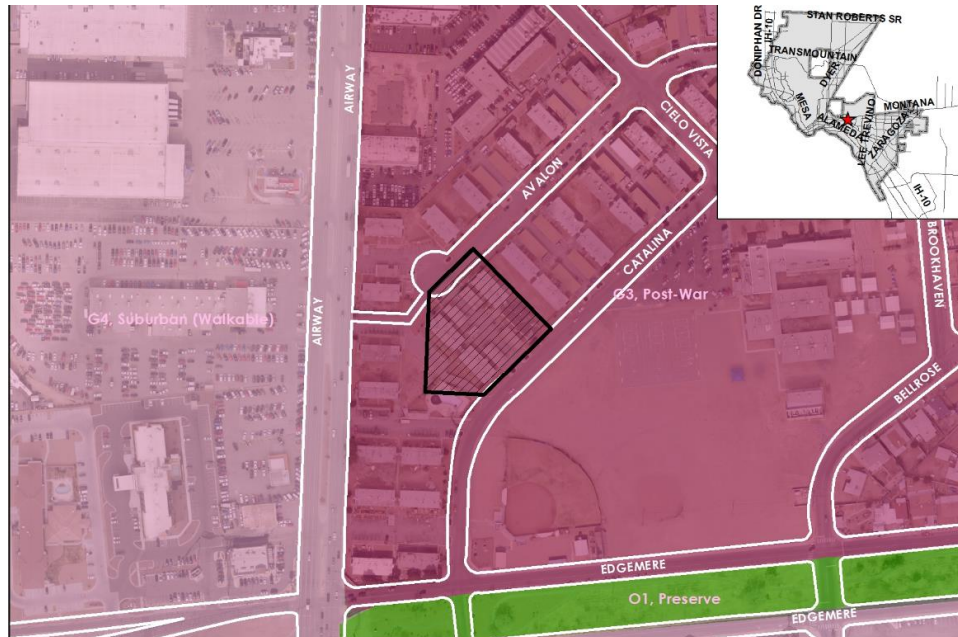 STAN ROBERTS SR
DONIPHAN DR
IH-10
TRANSMOUNTAIN
DYER
MESA
MONTANA
ALAMEDA
LEE TREVINO
ZARAGOZA
IH-10
AIRWAY
CIELO VISTA
AVALON
CATALINA
BROOKHAVEN
G3, Post-War
G4, Suburban (Walkable)
AIRWAY
BELLROSE
EDGEMERE
O1, Preserve
EDGEMERE